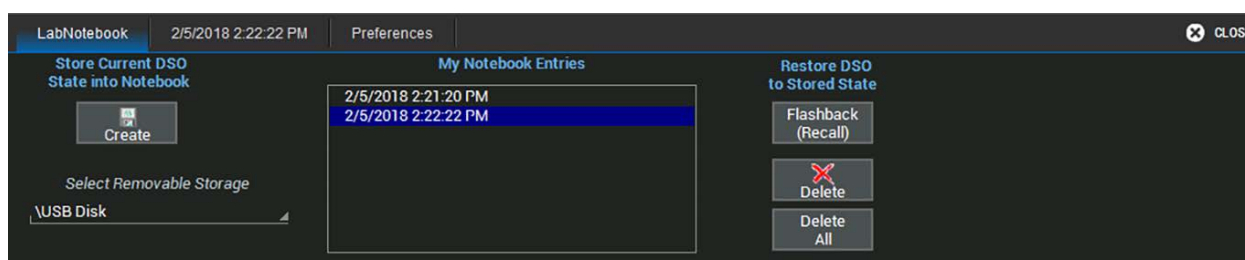 LabNotebook
2/5/2018 2:22:22 PM
Preferences
CLOS
Store Current DSO
State into Notebook
Create
Select Removable Storage
\USB Disk
My Notebook Entries
2/5/2018 2:21:20 PM
2/5/2018 2:22:22 PM
Restore DSO
to Stored State
Flashback
(Recall)
Delete
Delete
All